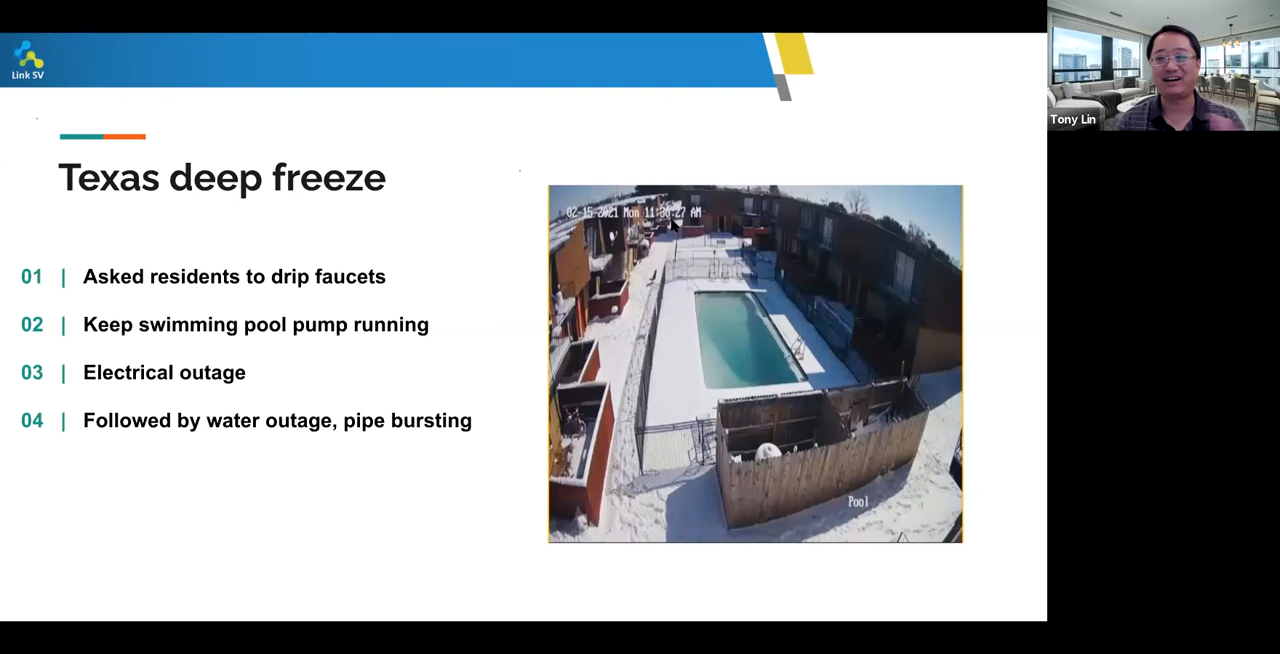 Link SV
Tony Lin
Texas deep freeze
02-15-2021 Mon 11:30:27 AM
01 | Asked residents to drip faucets
02 | Keep swimming pool pump running
03 | Electrical outage
04 | Followed by water outage, pipe bursting
Pool